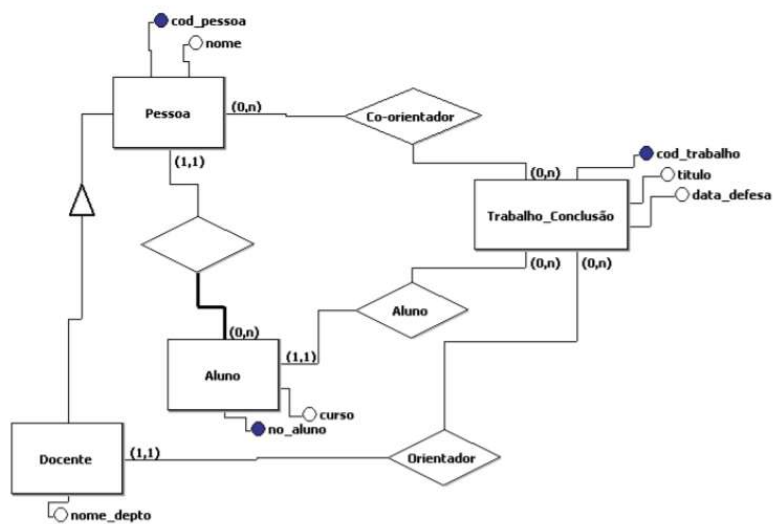 cod_pessoa
nome
Pessoa
(0,n)
Co-orientador
(1,1)
(0,n)
cod_trabalho
titulo
data_defesa
Trabalho_Conclusão
(0,n)
(0,n)
Aluno
(0,n)
(1,1)
Aluno
curso
no_aluno
Docente
(1,1)
Orientador
nome_depto